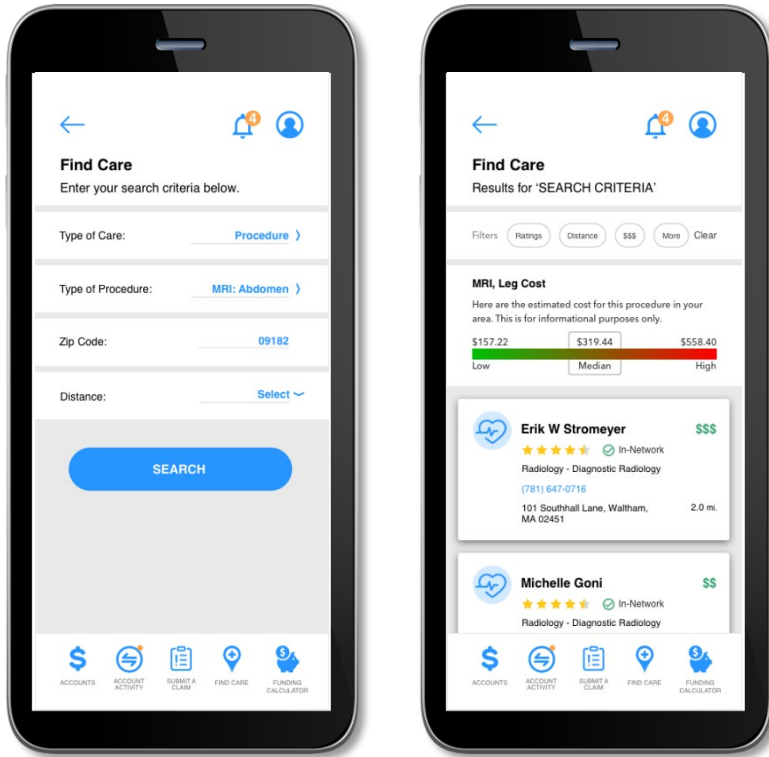 4
Find Care
Enter your search criteria below.
Type of Care:
Procedure
Type of Procedure:
MRI: Abdomen
Zip Code:
09182
Distance:
Select
SEARCH
$
ACCOUNTS
ACCOUNT
ACTIVITY
SUBMIT A
CLAIM
FIND CARE
$
FUNDING
CALCULATOR
4
Find Care
Results for ‘SEARCH CRITERIA’
Filters
Ratings
Distance
$$$
More
Clear
MRI, Leg Cost
Here are the estimated cost for this procedure in your
area. This is for informational purposes only.
$157.22
$319.44
$558.40
Low
Median
High
Erik W Stromeyer
$$$
In-Network
Radiology - Diagnostic Radiology
(781) 647-0716
101 Southhall Lane, Waltham,
MA 02451
2.0 mi.
Michelle Goni
$$
In-Network
Radiology - Diagnostic Radiology
$
ACCOUNTS
ACCOUNT
ACTIVITY
SUBMIT A
CLAIM
FIND CARE
$
FUNDING
CALCULATOR